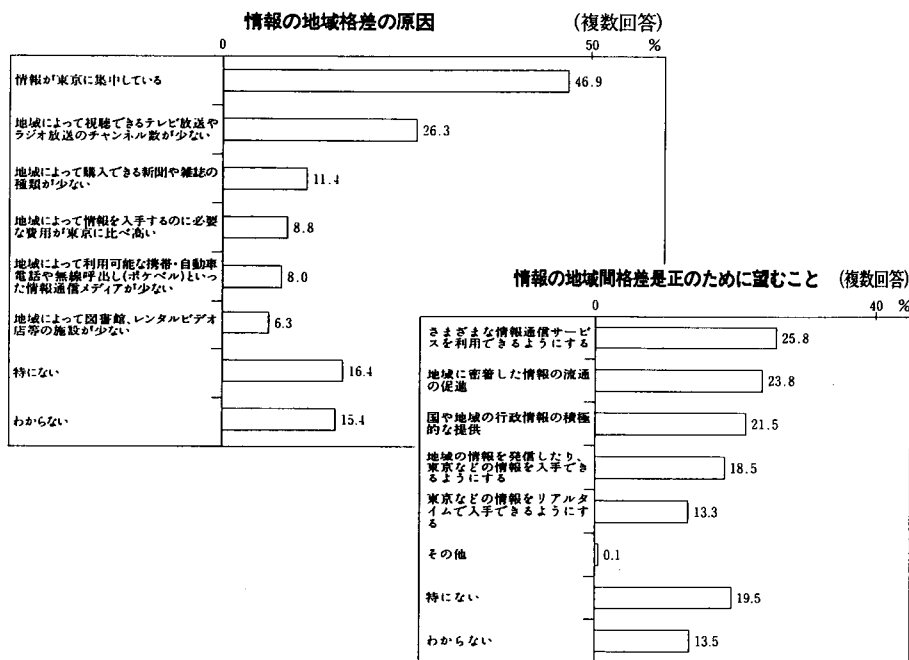 情報の地域格差の原因 (複数回答)
0 50 %
情報が東京に集中している
46.9
地域によって視聴できるテレビ放送や
ラジオ放送のチャンネル数が少ない
26.3
地域によって購入できる新聞や雑誌の
種類が少ない
11.4
地域によって情報を入手するのに必要
な費用が東京に比べ高い
8.8
地域によって利用可能な携帯・自動車
電話や無線呼出し(ポケベル)といっ
た情報通信メディアが少ない
8.0
地域によって図書館、レンタルビデオ
店等の施設が少ない
6.3
特にない
16.4
わからない
15.4
情報の地域間格差是正のために望むこと (複数回答)
0 40 %
さまざまな情報通信サービ
スを利用できるようにする
25.8
地域に密着した情報の流通
の促進
23.8
国や地域の行政情報の積極
的な提供
21.5
地域の情報を発信したり、
東京などの情報を入手でき
るようにする
18.5
東京などの情報をリアルタ
イムで入手できるようにす
る
13.3
その他
0.1
特にない
19.5
わからない
13.5